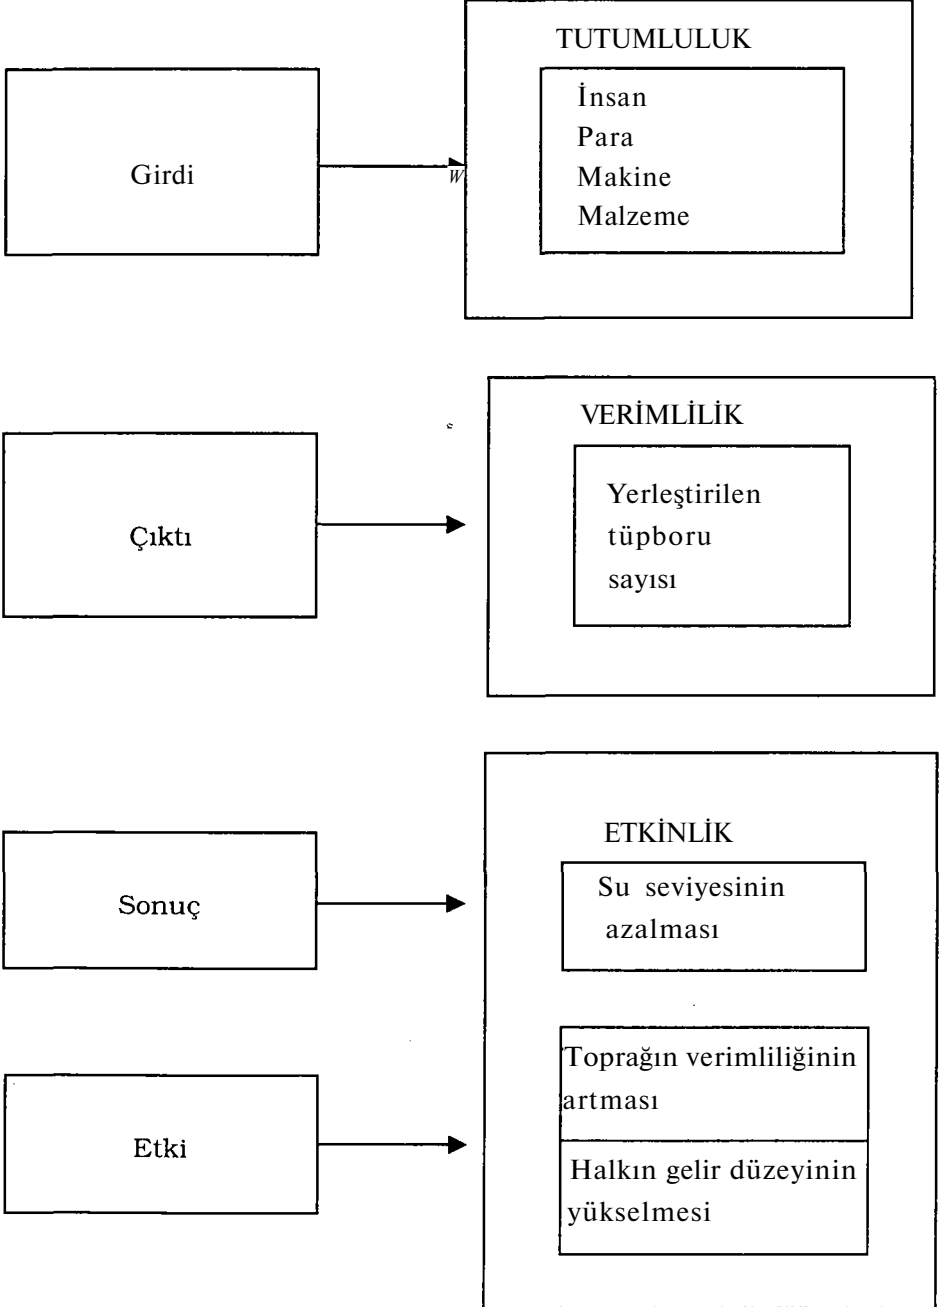 TUTUMLULUK
İnsan
Para
Makine
Malzeme
Girdi
W
VERİMLİLİK
Yerleştirilen
tüpboru
sayısı
Çıktı
ETKİNLİK
Su seviyesinin
azalması
Sonuç
Toprağın verimliliğinin
artması
Etki
Halkın gelir düzeyinin
yükselmesi